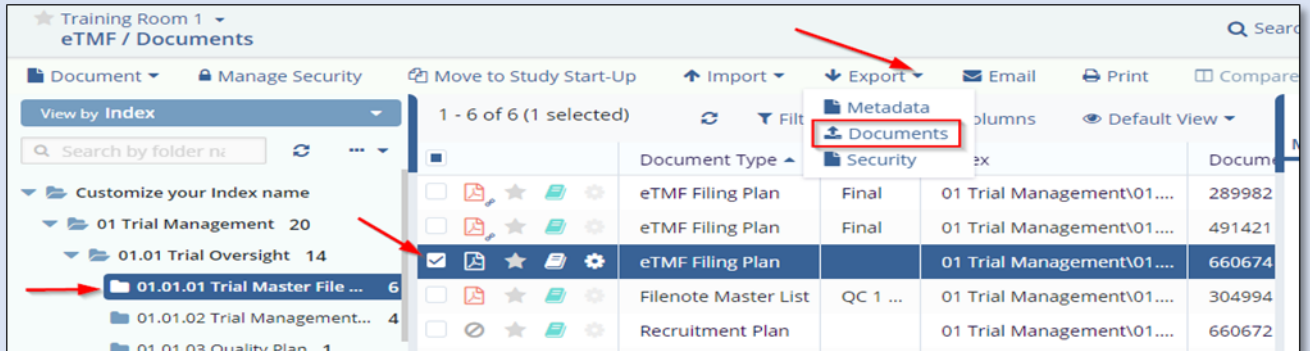 Training Room 1
eTMF / Documents
Searc
Document
Manage Security
Move to Study Start-Up
Import
Export
Email
Print
Compare
View by Index
Search by folder na
1 - 6 of 6 (1 selected)
Filt
Metadata
Documents
Security
olumns
Default View
Document Type
ex
Docume
M
Customize your Index name
01 Trial Management 20
01.01 Trial Oversight 14
01.01.01 Trial Master File ... 6
01.01.02 Trial Management... 4
01.01.03 Quality Plan 1
eTMF Filing Plan Final 01 Trial Management\01.... 289982
eTMF Filing Plan Final 01 Trial Management\01.... 491421
eTMF Filing Plan 01 Trial Management\01.... 660674
Filenote Master List QC 1 ... 01 Trial Management\01.... 304994
Recruitment Plan 01 Trial Management\01.... 660672